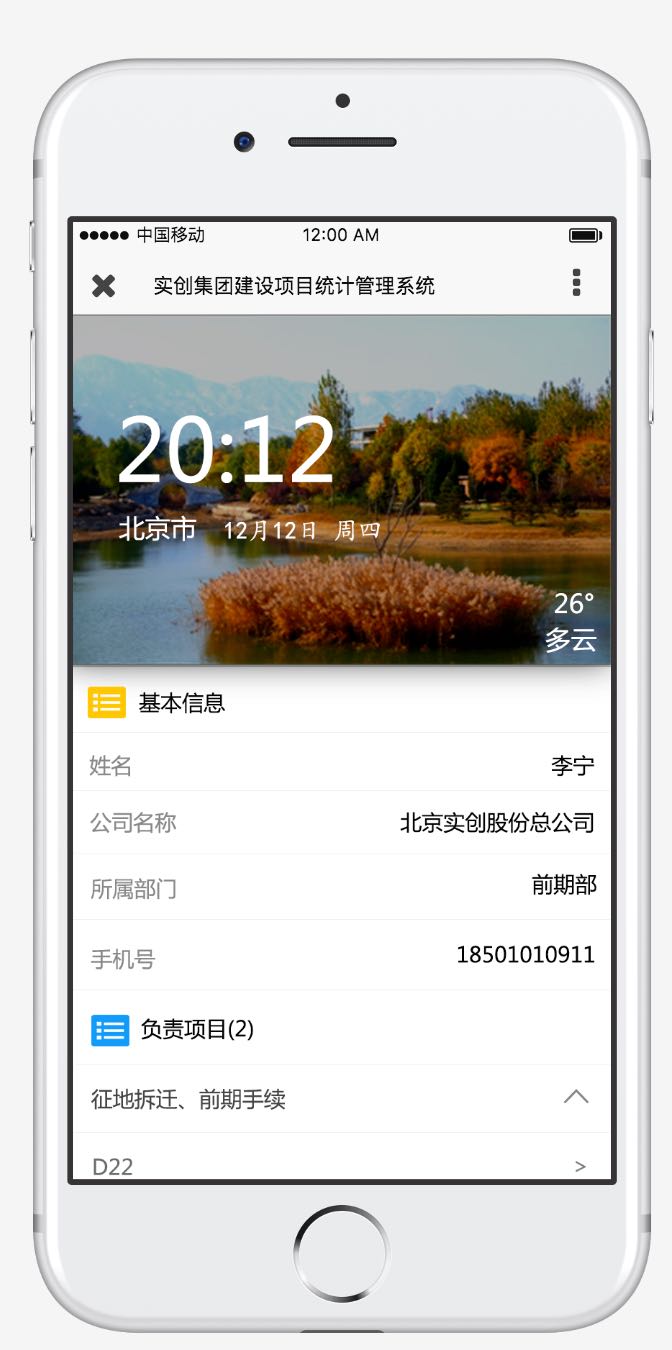 中国移动 12:00 AM
实创集团建设项目统计管理系统
20:12
北京市 12月12日 周四
26°
多云
基本信息
姓名 李宁
公司名称 北京实创股份总公司
所属部门 前期部
手机号 18501010911
负责项目(2)
征地拆迁、前期手续
D22 >